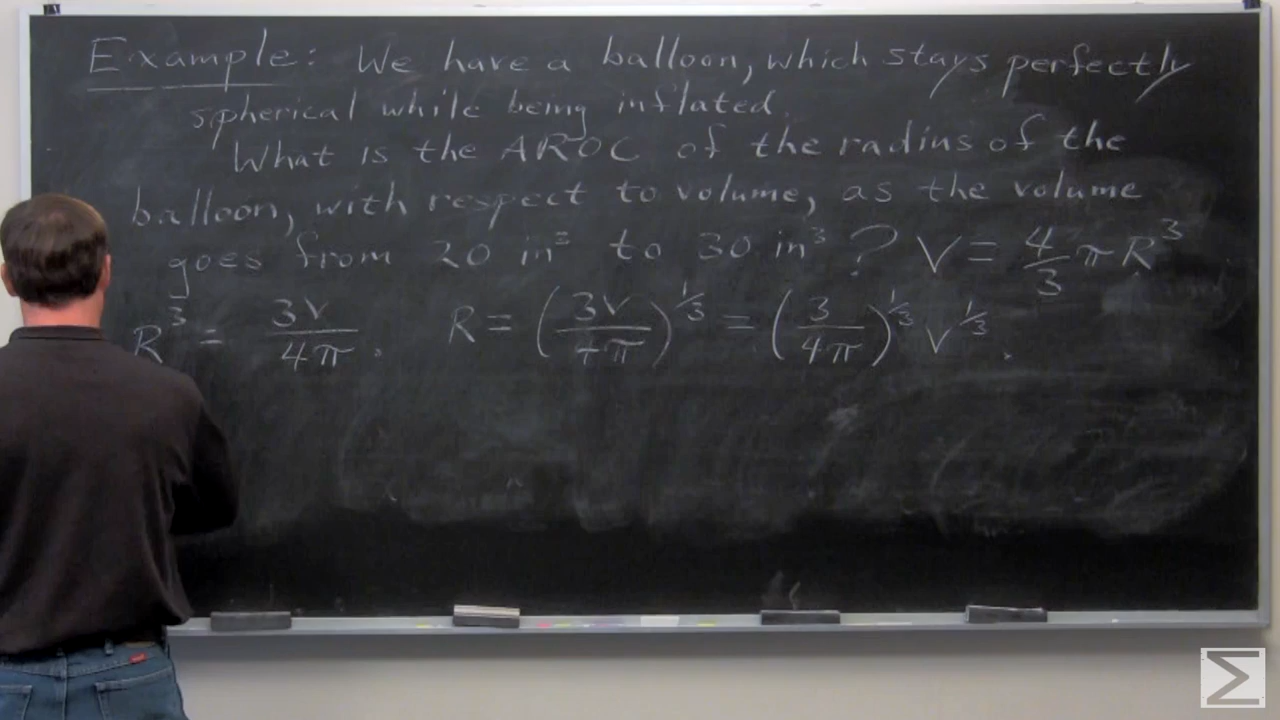 Example: We have a balloon, which stays perfectly
spherical while being inflated.
What is the AROC of the radius of the
balloon, with respect to volume, as the volume
goes from 20 in³ to 30 in³? V = 4/3 πR³
R³ = 3V/4π. R = (3V/4π)^(1/3) = (3/4π)^(1/3) V^(1/3).
Σ